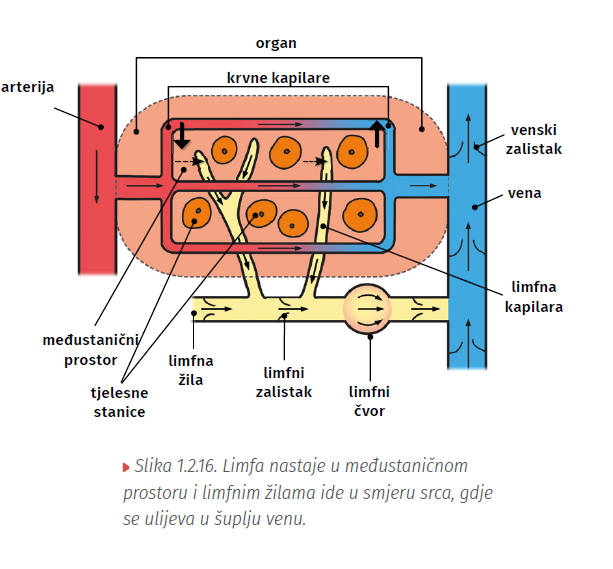 organ
krvne kapilare
arterija
venski
zalistak
vena
limfna
kapilara
međustanični
prostor
limfna
žila
limfni
zalistak
limfni
čvor
tjelesne
stanice
Slika 1.2.16. Limfa nastaje u međustaničnom
prostoru i limfnim žilama ide u smjeru srca, gdje
se ulijeva u šuplju venu.